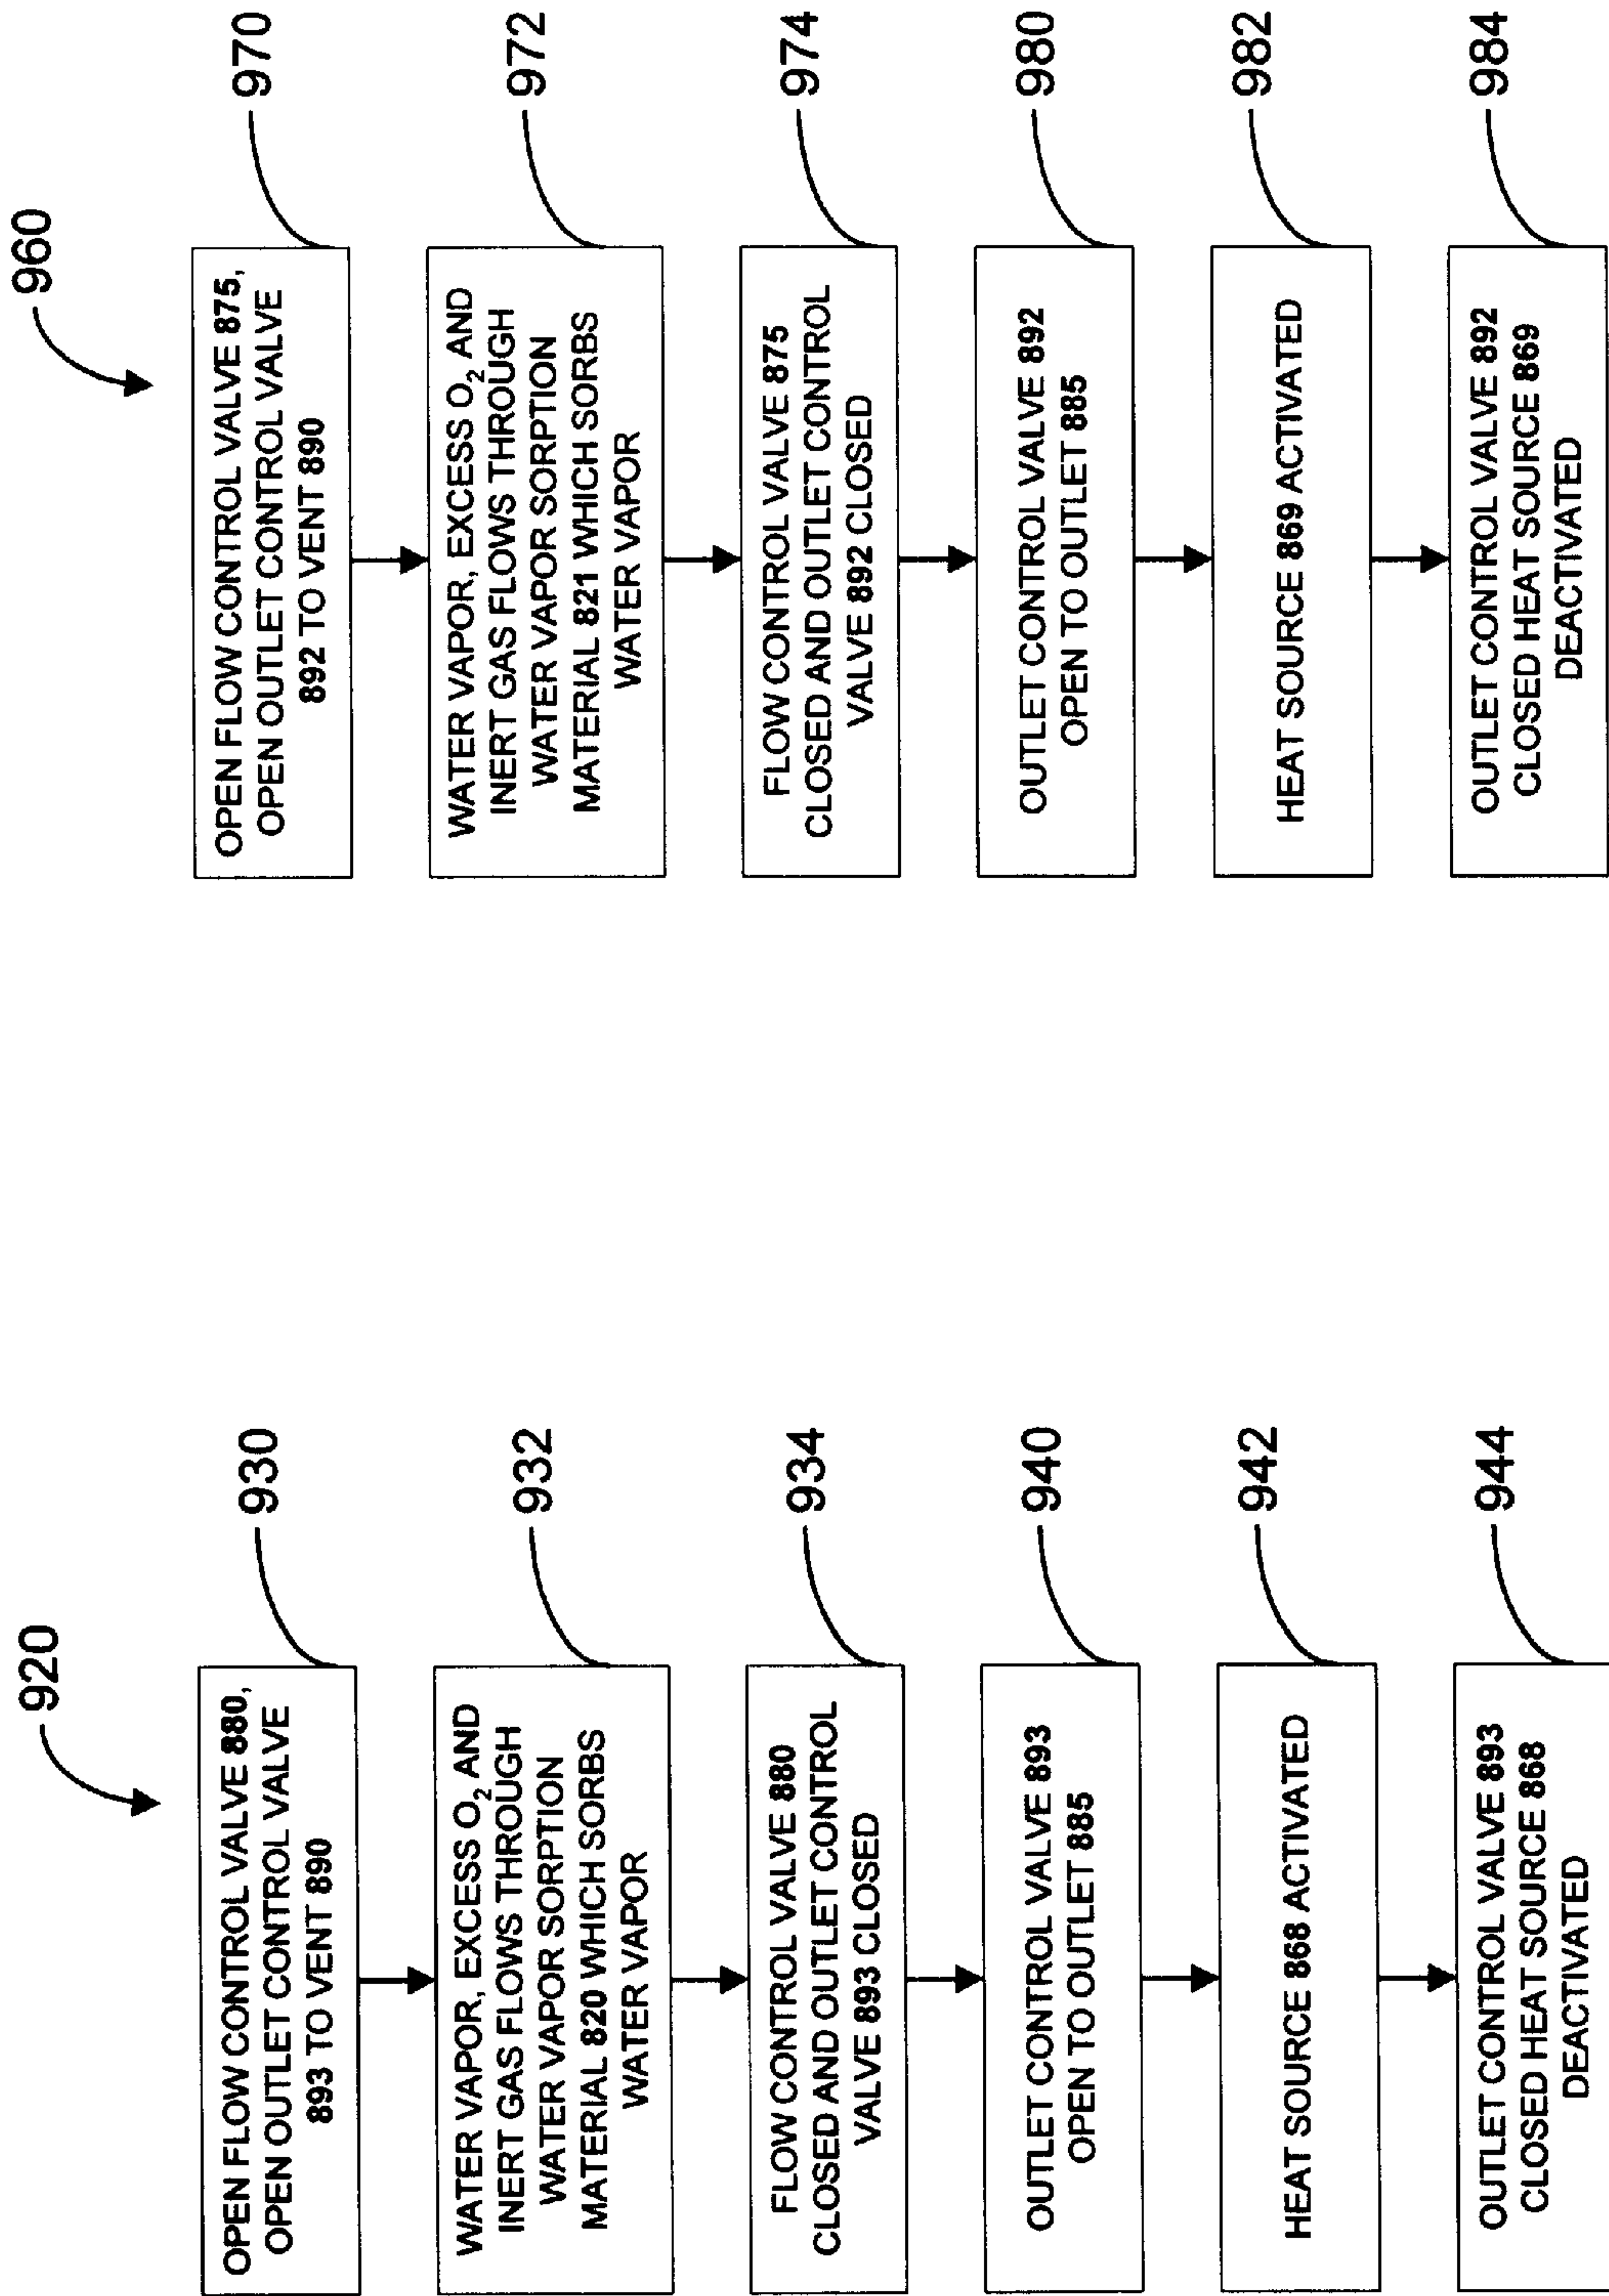 920
OPEN FLOW CONTROL VALVE 880,
OPEN OUTLET CONTROL VALVE
893 TO VENT 890
930
WATER VAPOR, EXCESS O₂ AND
INERT GAS FLOWS THROUGH
WATER VAPOR SORPTION
MATERIAL 820 WHICH SORBS
WATER VAPOR
932
FLOW CONTROL VALVE 880
CLOSED AND OUTLET CONTROL
VALVE 893 CLOSED
934
OUTLET CONTROL VALVE 893
OPEN TO OUTLET 885
940
HEAT SOURCE 868 ACTIVATED
942
OUTLET CONTROL VALVE 893
CLOSED HEAT SOURCE 868
DEACTIVATED
944
960
OPEN FLOW CONTROL VALVE 875,
OPEN OUTLET CONTROL VALVE
892 TO VENT 890
970
WATER VAPOR, EXCESS O₂ AND
INERT GAS FLOWS THROUGH
WATER VAPOR SORPTION
MATERIAL 821 WHICH SORBS
WATER VAPOR
972
FLOW CONTROL VALVE 875
CLOSED AND OUTLET CONTROL
VALVE 892 CLOSED
974
OUTLET CONTROL VALVE 892
OPEN TO OUTLET 885
980
HEAT SOURCE 869 ACTIVATED
982
OUTLET CONTROL VALVE 892
CLOSED HEAT SOURCE 869
DEACTIVATED
984